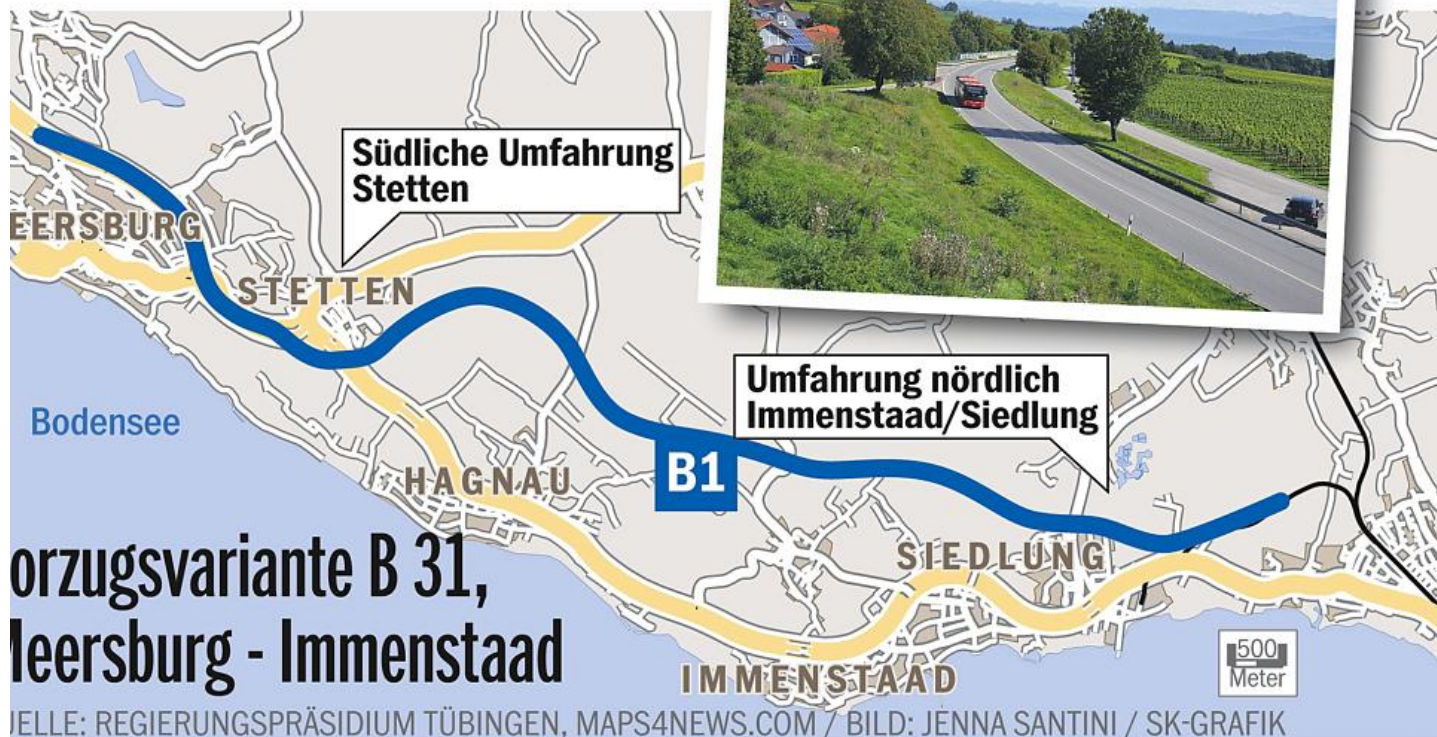 Südliche Umfahrung
Stetten
EERSBURG
STETTEN
Umfahrung nördlich
Immenstaad/Siedlung
Bodensee
B1
HAGNAU
orzugsvariante B 31,
Meersburg - Immenstaad
SIEDLUNG
IMMENSTAAD
500
Meter
UELLE: REGIERUNGSPRÄSIDIUM TÜBINGEN, MAPS4NEWS.COM / BILD: JENNA SANTINI / SK-GRAFIK